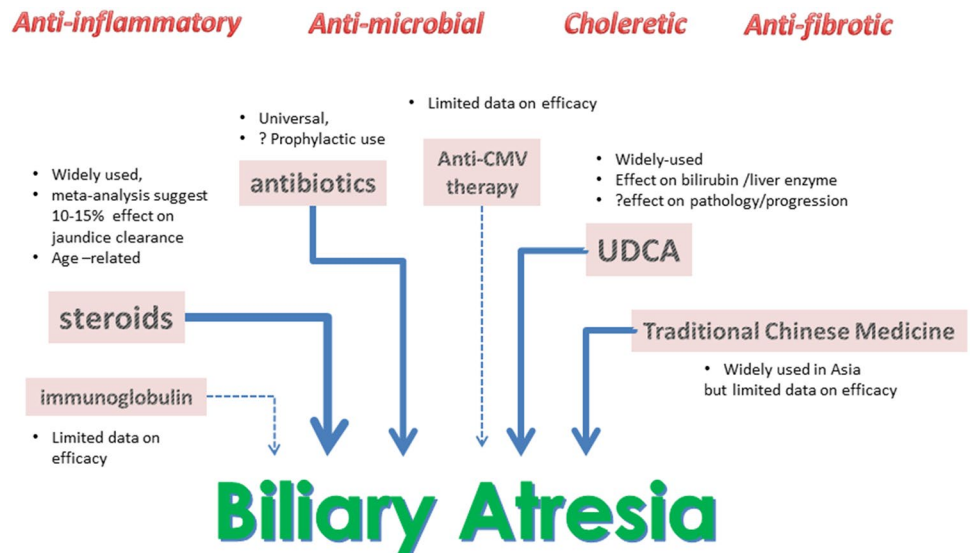 Anti-inflammatory
Anti-microbial
Choleretic
Anti-fibrotic
• Limited data on efficacy
• Universal,
• ? Prophylactic use
Anti-CMV
therapy
• Widely-used
• Effect on bilirubin /liver enzyme
• ?effect on pathology/progression
• Widely used,
• meta-analysis suggest
10-15% effect on
jaundice clearance
• Age –related
antibiotics
UDCA
steroids
Traditional Chinese Medicine
• Widely used in Asia
but limited data on efficacy
immunoglobulin
• Limited data on
efficacy
Biliary Atresia